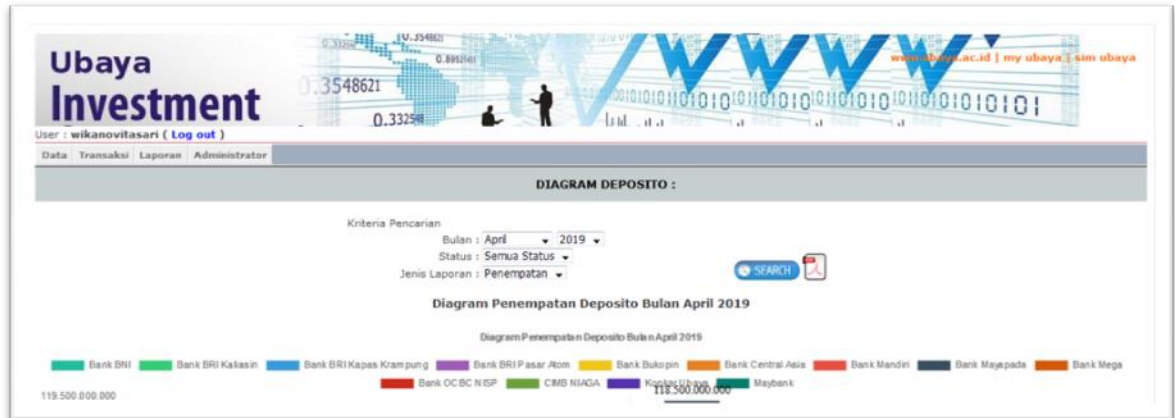 Ubaya
Investment
www.ubaya.ac.id | my ubaya | sim ubaya
0.3548621
0.8952561
3548621
0.332548
User : wikanovitasari ( Log out )
Data Transaksi Laporan Administrator
DIAGRAM DEPOSITO :
Kriteria Pencarian
Bulan : April 2019
Status : Semua Status
Jenis Laporan : Penempatan
SEARCH
Diagram Penempatan Deposito Bulan April 2019
Diagram Penempatan Deposito Bulan April 2019
Bank BNI Bank BRI Kaliasin Bank BRI Kapas Krampung Bank BRI Pasar Atom Bank Bukopin Bank Central Asia Bank Mandiri Bank Mayapada Bank Mega
Bank OCBC NISP CIMB NIAGA Kopkar Ubaya Maybank
119.500.000.000
118.500.000.000